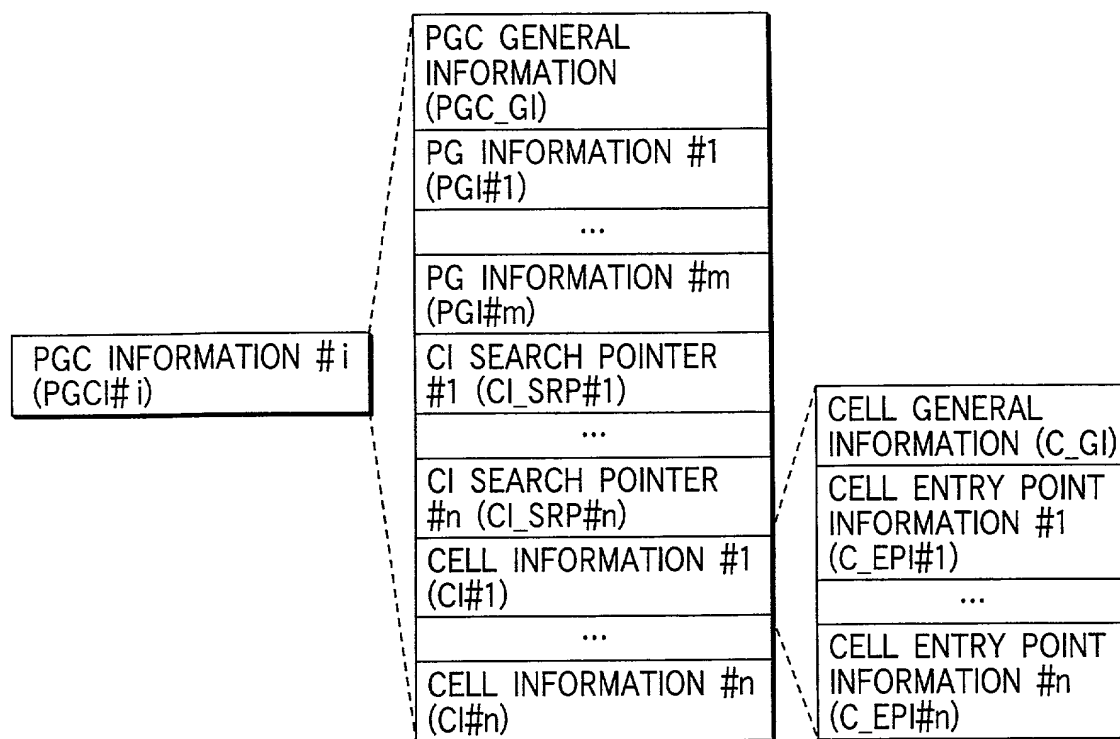 PGC INFORMATION #i
(PGCI#i)
PGC GENERAL
INFORMATION
(PGC_GI)
PG INFORMATION #1
(PGI#1)
...
PG INFORMATION #m
(PGI#m)
CI SEARCH POINTER
#1 (CI_SRP#1)
...
CI SEARCH POINTER
#n (CI_SRP#n)
CELL INFORMATION #1
(CI#1)
...
CELL INFORMATION #n
(CI#n)
CELL GENERAL
INFORMATION (C_GI)
CELL ENTRY POINT
INFORMATION #1
(C_EPI#1)
...
CELL ENTRY POINT
INFORMATION #n
(C_EPI#n)